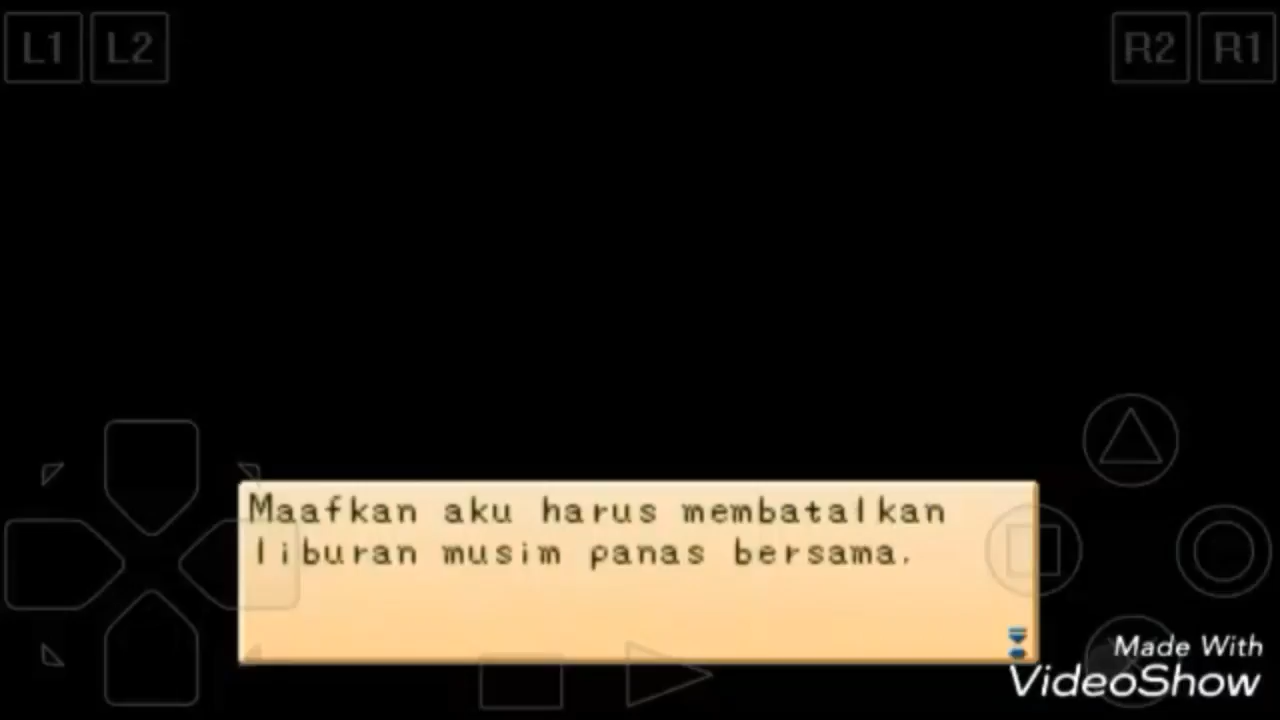 L1 L2 R2 R1
Maafkan aku harus membatalkan
liburan musim panas bersama.
Made With
VideoShow